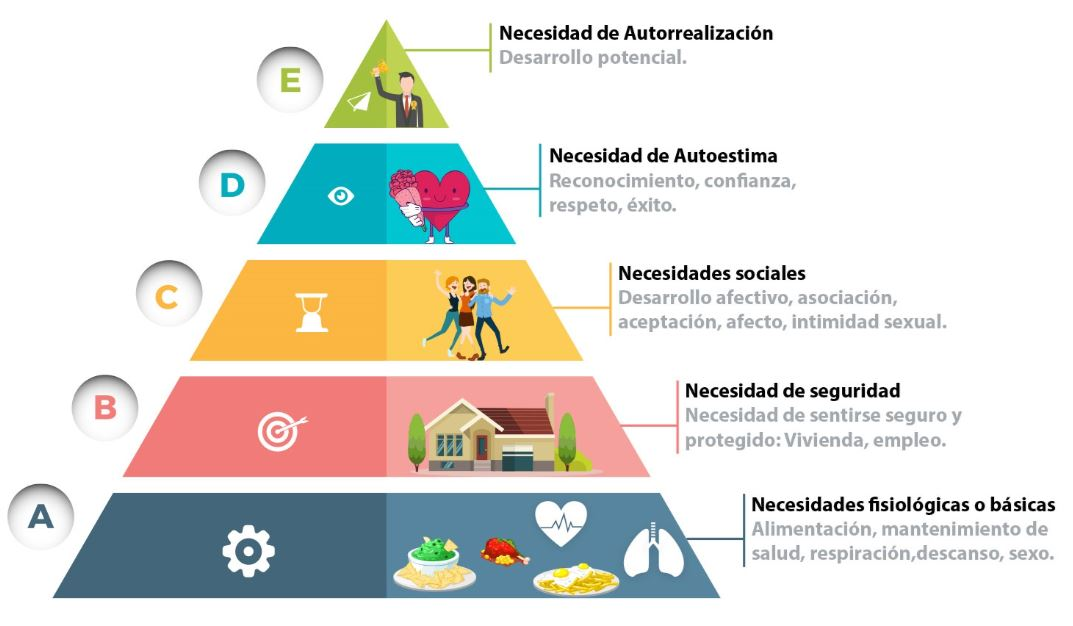 E
Necesidad de Autorrealización
Desarrollo potencial.
D
Necesidad de Autoestima
Reconocimiento, confianza,
respeto, éxito.
C
Necesidades sociales
Desarrollo afectivo, asociación,
aceptación, afecto, intimidad sexual.
B
Necesidad de seguridad
Necesidad de sentirse seguro y
protegido: Vivienda, empleo.
A
Necesidades fisiológicas o básicas
Alimentación, mantenimiento de
salud, respiración,descanso, sexo.